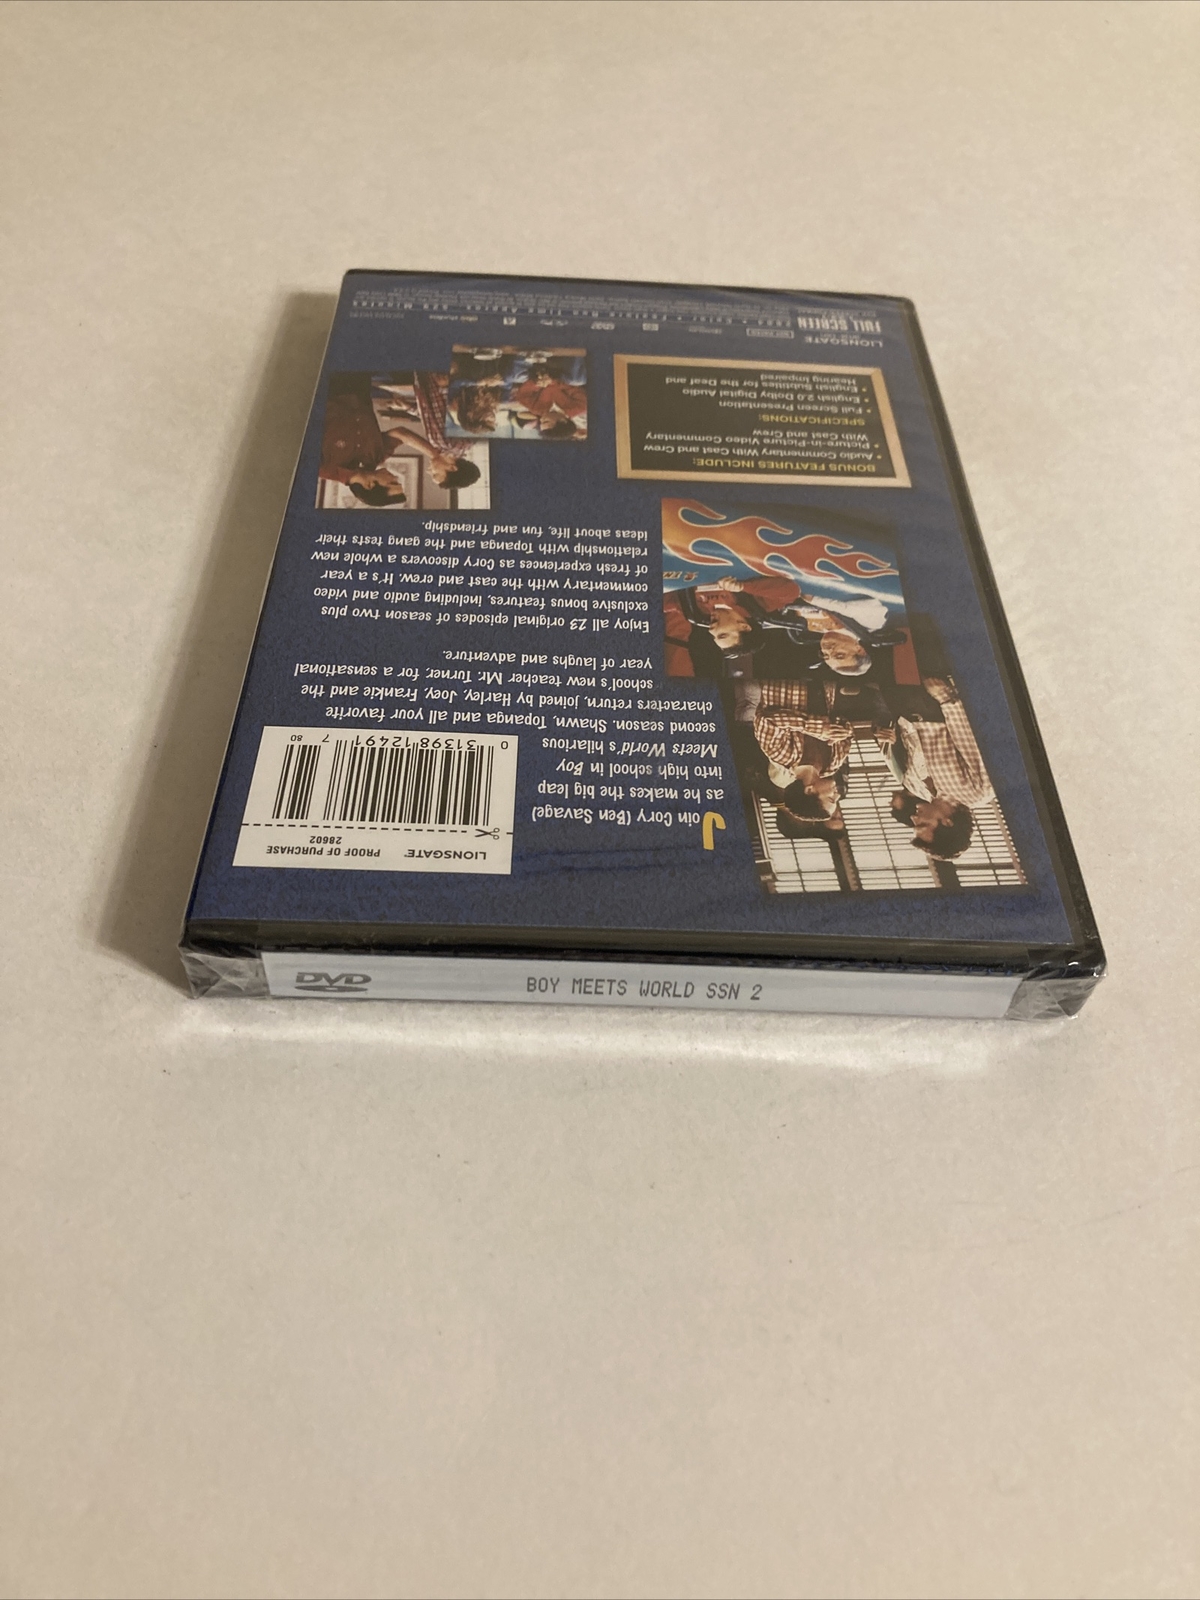 DVD
BOY MEETS WORLD SSN 2
LIONSGATE
PROOF OF PURCHASE
28602
0
31398 12491
7
80
Join Cory (Ben Savage)
as he makes the big leap
into high school in Boy
Meets World's hilarious
second season. Shawn, Topanga and all your favorite
characters return, joined by Harley, Joey, Frankie and the
school's new teacher Mr. Turner, for a sensational
year of laughs and adventure.
Enjoy all 23 original episodes of season two plus
exclusive bonus features, including audio and video
commentary with the cast and crew. It's a year
of fresh experiences as Cory discovers a whole new
relationship with Topanga and the gang tests their
ideas about life, fun and friendship.
BONUS FEATURES INCLUDE:
• Audio Commentary With Cast and Crew
• Picture-in-Picture Video Commentary
With Cast and Crew
SPECIFICATIONS:
• Full Screen Presentation
• English 2.0 Dolby Digital Audio
• English Subtitles for the Deaf and
Hearing Impaired
LIONSGATE
FULL SCREEN